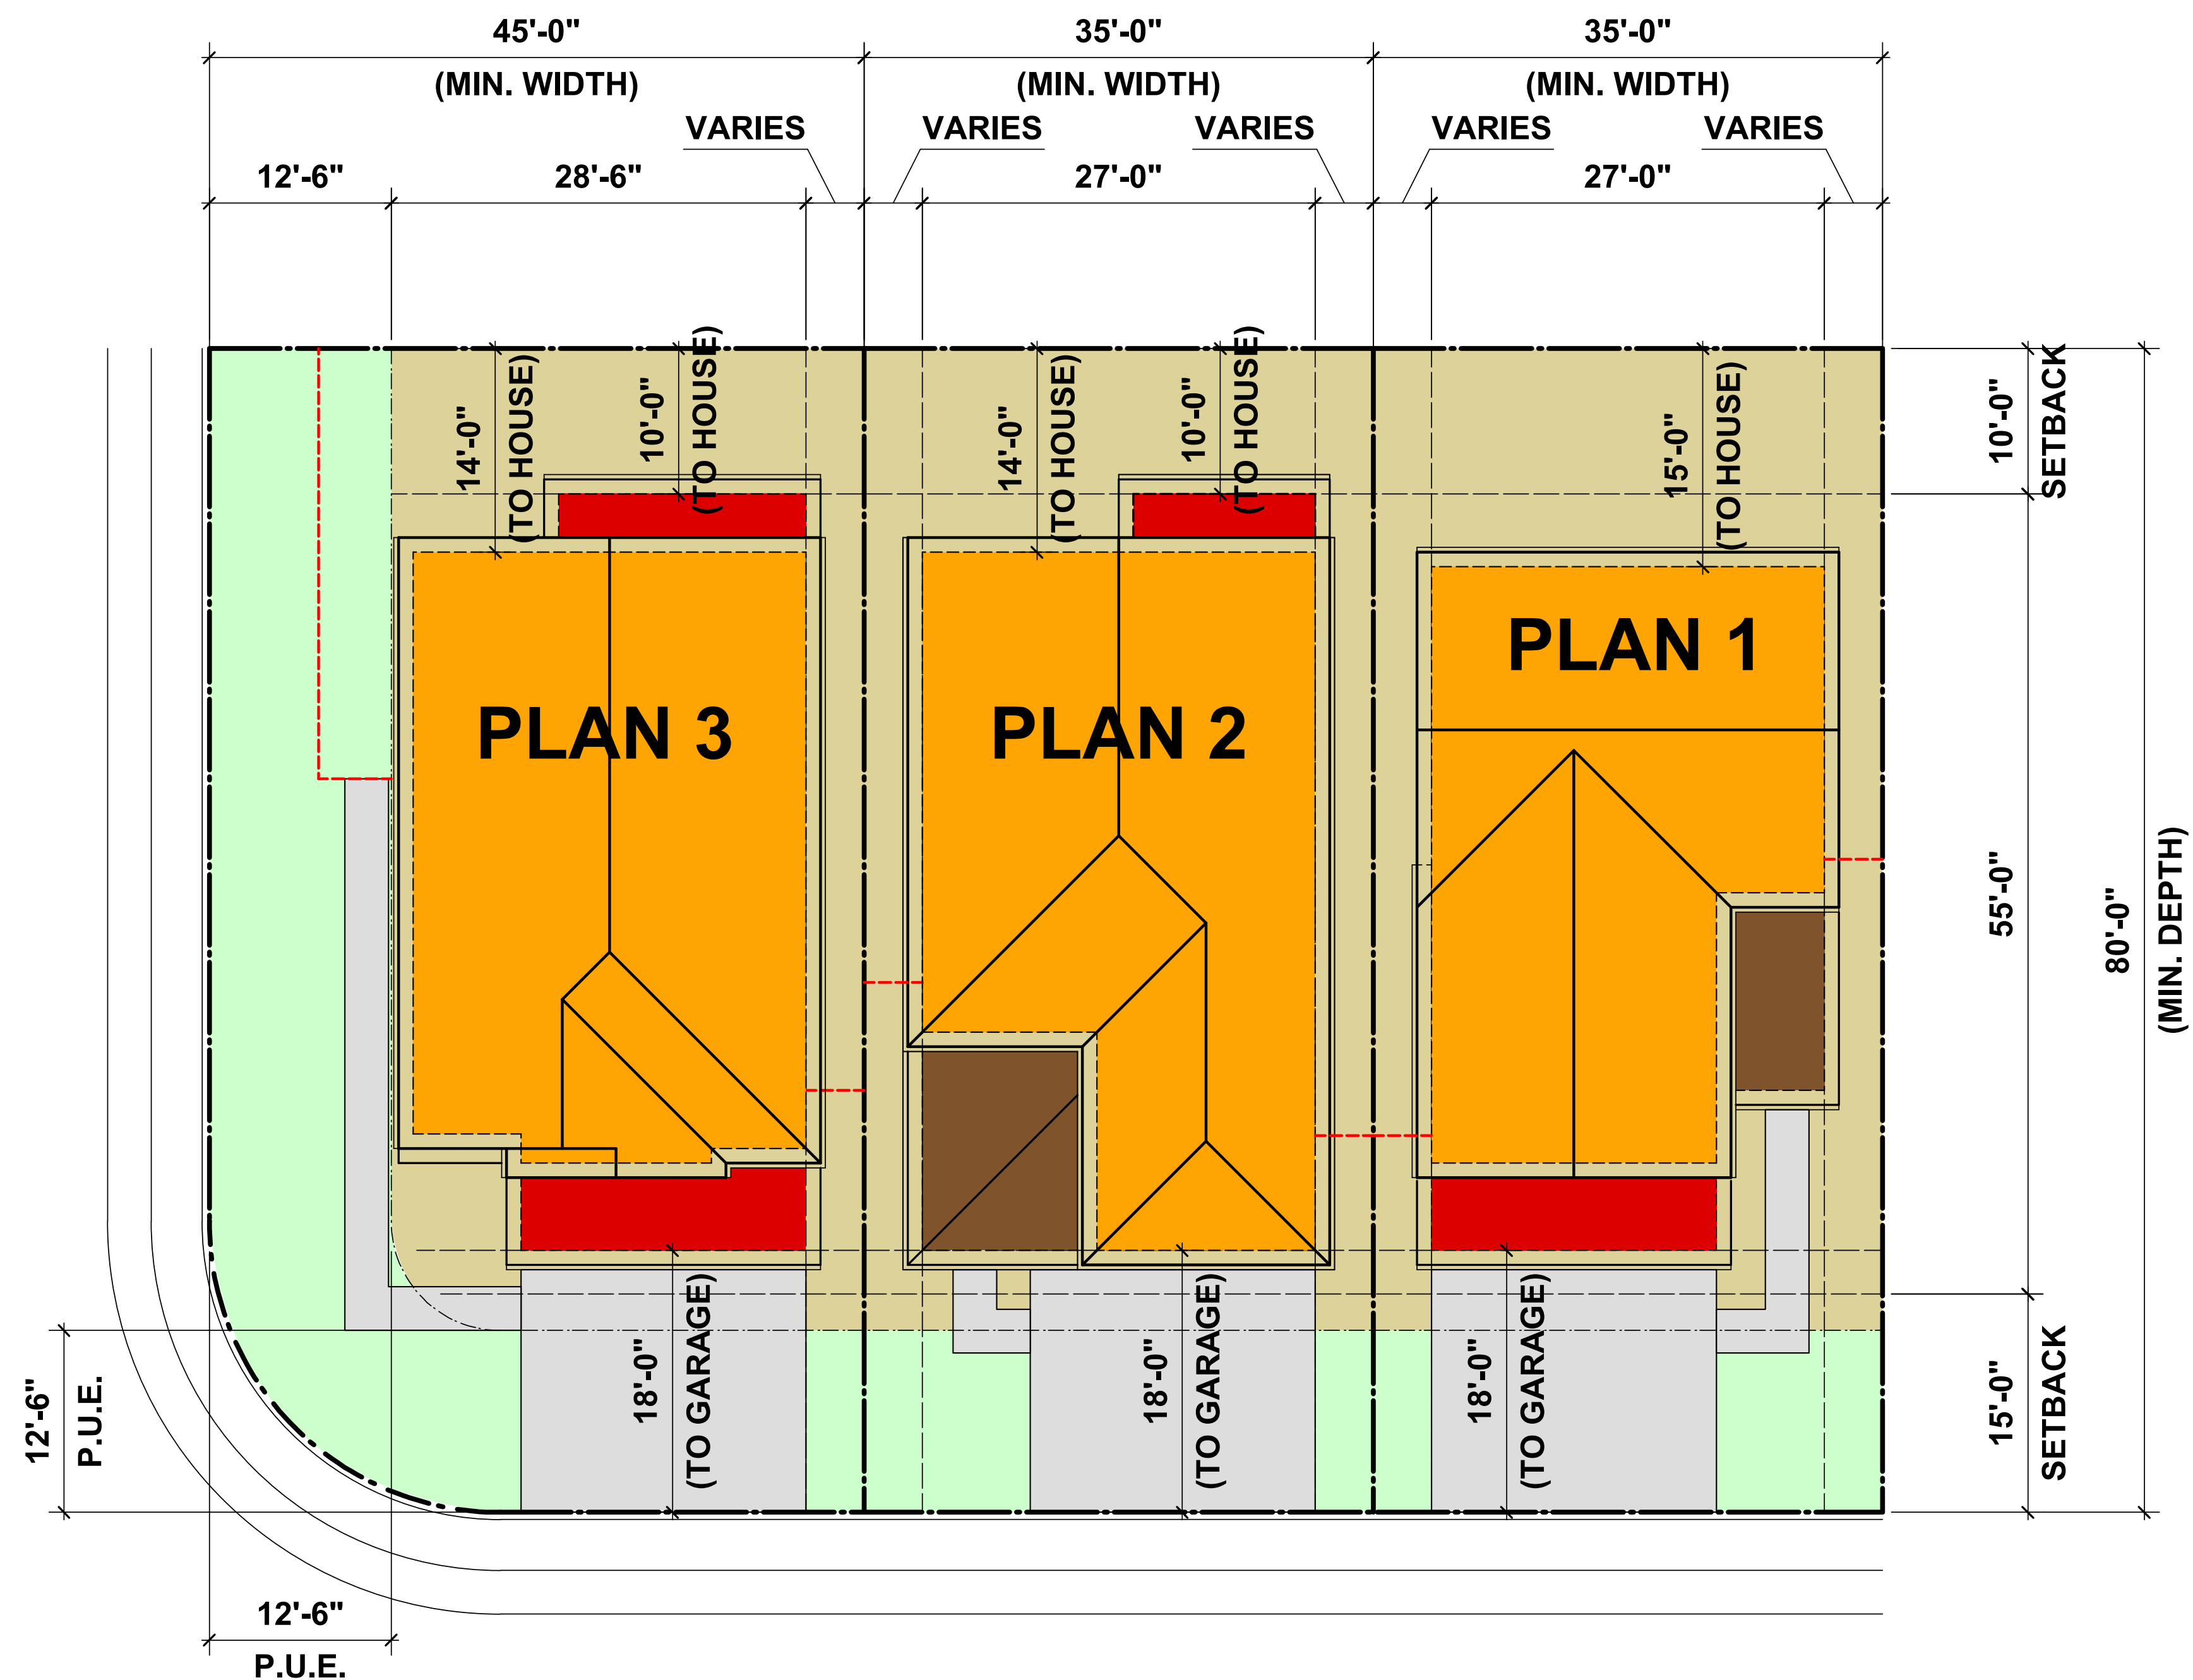 45'-0"
35'-0"
35'-0"
(MIN. WIDTH)
(MIN. WIDTH)
(MIN. WIDTH)
VARIES
VARIES
VARIES
VARIES
VARIES
12'-6"
28'-6"
27'-0"
27'-0"
14'-0"
(TO HOUSE)
10'-0"
(TO HOUSE)
14'-0"
(TO HOUSE)
10'-0"
(TO HOUSE)
15'-0"
(TO HOUSE)
10'-0"
SETBACK
PLAN 3
PLAN 2
PLAN 1
55'-0"
80'-0"
(MIN. DEPTH)
18'-0"
(TO GARAGE)
18'-0"
(TO GARAGE)
18'-0"
(TO GARAGE)
15'-0"
SETBACK
12'-6"
P.U.E.
12'-6"
P.U.E.